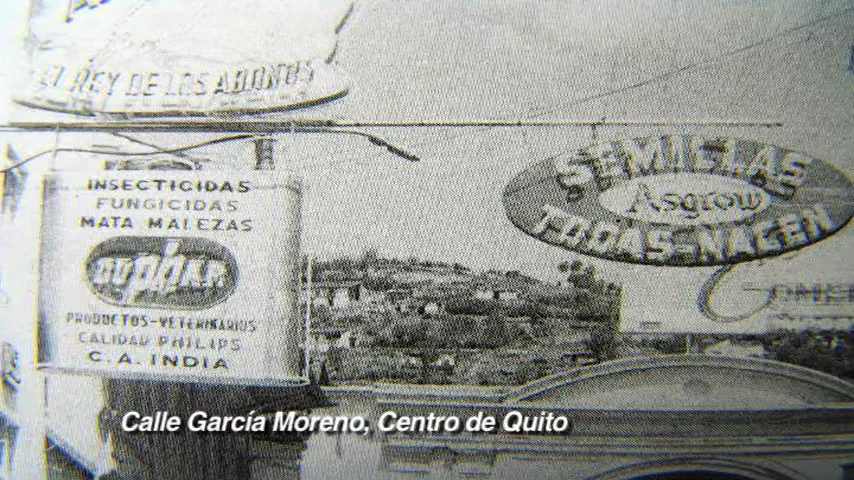 EL REY DE LOS ABONOS
INSECTICIDAS
FUNGICIDAS
MATA MALEZAS
DUPHAR
PRODUCTOS-VETERINARIOS
CALIDAD PHILIPS
C. A. INDIA
SEMILLAS
Asgrow
TODAS-NACEN
Calle García Moreno, Centro de Quito